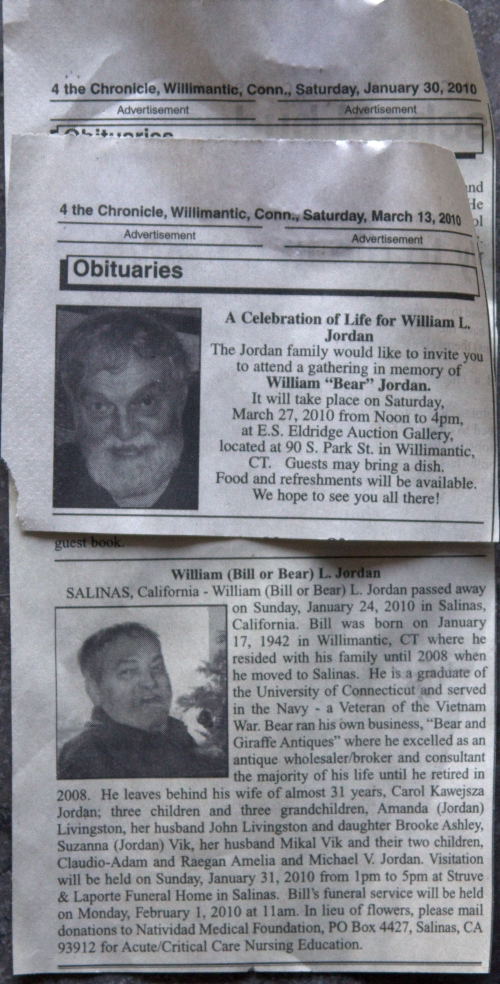 4 the Chronicle, Willimantic, Conn., Saturday, January 30, 2010
Advertisement Advertisement
Obituaries
4 the Chronicle, Willimantic, Conn., Saturday, March 13, 2010
Advertisement Advertisement
Obituaries
A Celebration of Life for William L.
Jordan
The Jordan family would like to invite you
to attend a gathering in memory of
William “Bear” Jordan.
It will take place on Saturday,
March 27, 2010 from Noon to 4pm,
at E.S. Eldridge Auction Gallery,
located at 90 S. Park St. in Willimantic,
CT. Guests may bring a dish.
Food and refreshments will be available.
We hope to see you all there!
guest book.
William (Bill or Bear) L. Jordan
SALINAS, California - William (Bill or Bear) L. Jordan passed away
on Sunday, January 24, 2010 in Salinas,
California. Bill was born on January
17, 1942 in Willimantic, CT where he
resided with his family until 2008 when
he moved to Salinas. He is a graduate of
the University of Connecticut and served
in the Navy - a Veteran of the Vietnam
War. Bear ran his own business, “Bear and
Giraffe Antiques” where he excelled as an
antique wholesaler/broker and consultant
the majority of his life until he retired in
2008. He leaves behind his wife of almost 31 years, Carol Kawejsza
Jordan; three children and three grandchildren, Amanda (Jordan)
Livingston, her husband John Livingston and daughter Brooke Ashley,
Suzanna (Jordan) Vik, her husband Mikal Vik and their two children,
Claudio-Adam and Raegan Amelia and Michael V. Jordan. Visitation
will be held on Sunday, January 31, 2010 from 1pm to 5pm at Struve
& Laporte Funeral Home in Salinas. Bill's funeral service will be held
on Monday, February 1, 2010 at 11am. In lieu of flowers, please mail
donations to Natividad Medical Foundation, PO Box 4427, Salinas, CA
93912 for Acute/Critical Care Nursing Education.